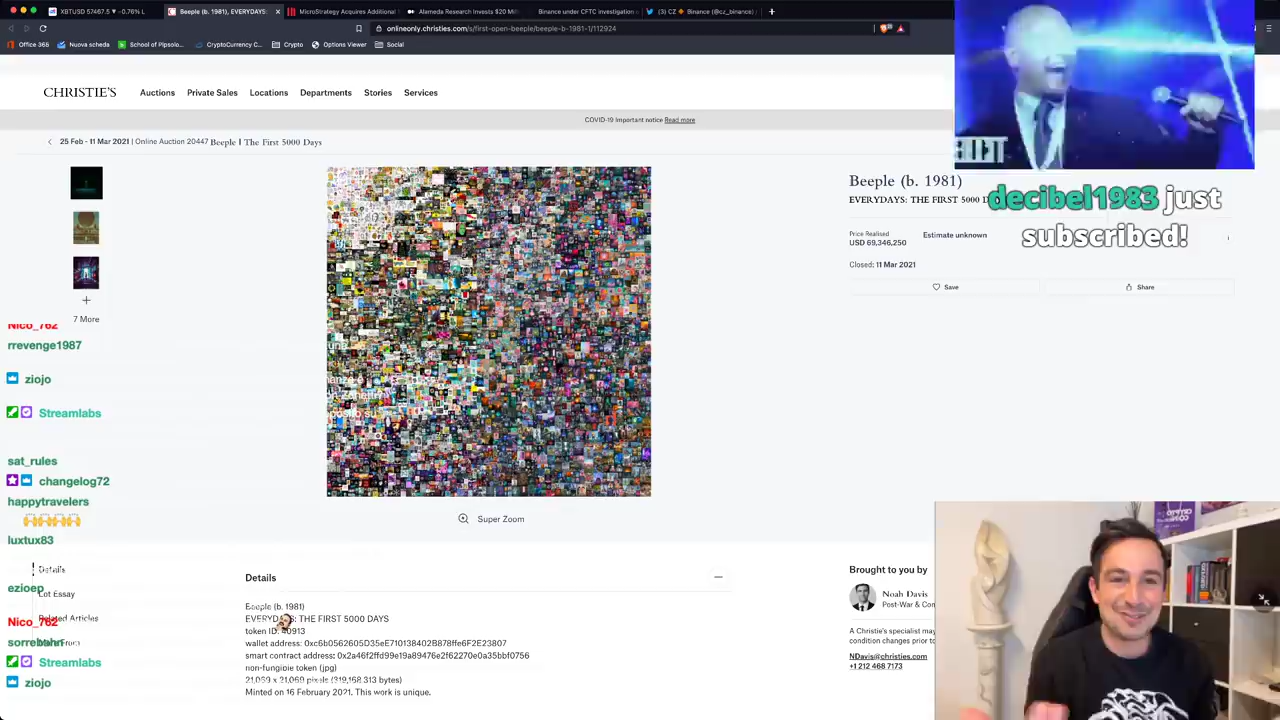 XBTUSD 57467.5 ▼ −0.76% L
Beeple (b. 1981), EVERYDAYS:
MicroStrategy Acquires Additional
Alameda Research Invests $20 Mil
Binance under CFTC investigation
(3) CZ 🔶 Binance (@cz_binance)
onlineonly.christies.com/s/first-open-beeple/beeple-b-1981-1/112924
Office 365
Nuova scheda
School of Pipsolo...
CryptoCurrency C...
Crypto
Options Viewer
Social
CHRISTIE'S
Auctions
Private Sales
Locations
Departments
Stories
Services
COVID-19 Important notice Read more
25 Feb - 11 Mar 2021 | Online Auction 20447 Beeple | The First 5000 Days
Beeple (b. 1981)
EVERYDAYS: THE FIRST 5000 D
decibel1983 just
subscribed!
Price Realised
USD 69,346,250
Estimate unknown
Closed: 11 Mar 2021
Save
Share
7 More
Nico_762
rrevenge1987
ziojo
Streamlabs
sat_rules
changelog72
happytravelers
luxtux83
Details
ezioep
Lot Essay
Nico_762
Related Articles
sorrebbahn
Streamlabs
ziojo
Super Zoom
Details
Beeple (b. 1981)
EVERYDAYS: THE FIRST 5000 DAYS
token ID: 40913
wallet address: 0xc6b0562605D35eE710138402B878ffe6F2E23807
smart contract address: 0x2a46f2ffd99e19a89476e2f62270e0a35bbf0756
non-fungible token (jpg)
21,069 x 21,069 pixels (319,168,313 bytes)
Minted on 16 February 2021. This work is unique.
Brought to you by
Noah Davis
Post-War & Con
A Christie's specialist may
condition changes prior to
NDavis@christies.com
+1 212 468 7173